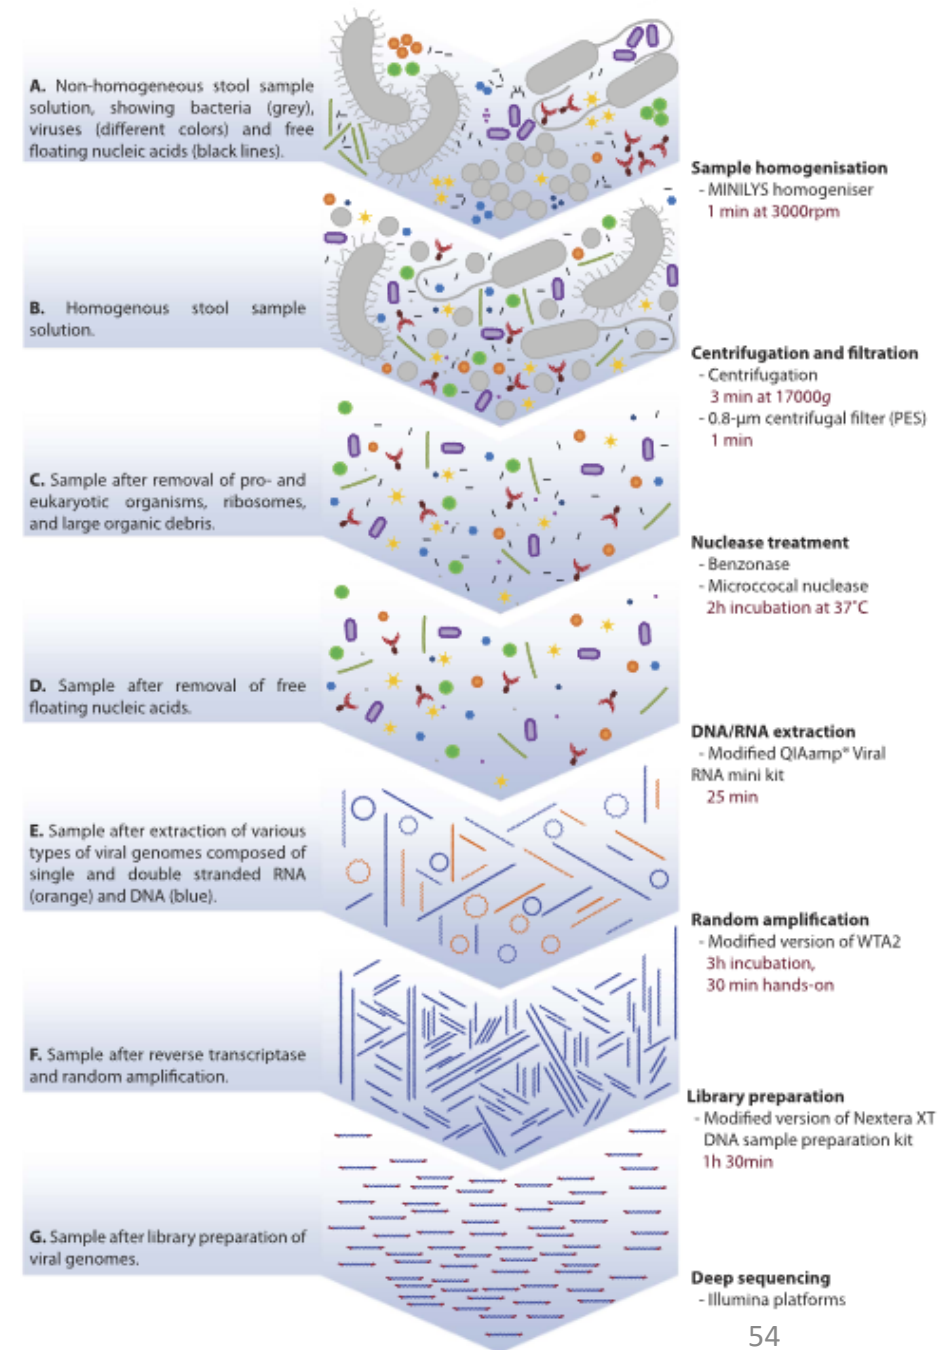 A. Non-homogeneous stool sample
solution, showing bacteria (grey),
viruses (different colors) and free
floating nucleic acids (black lines).
Sample homogenisation
- MINILYS homogeniser
1 min at 3000rpm
B. Homogenous stool sample
solution.
Centrifugation and filtration
- Centrifugation
3 min at 17000g
- 0.8-µm centrifugal filter (PES)
1 min
C. Sample after removal of pro- and
eukaryotic organisms, ribosomes,
and large organic debris.
Nuclease treatment
- Benzonase
- Microccocal nuclease
2h incubation at 37˚C
D. Sample after removal of free
floating nucleic acids.
DNA/RNA extraction
- Modified QIAamp® Viral
RNA mini kit
25 min
E. Sample after extraction of various
types of viral genomes composed of
single and double stranded RNA
(orange) and DNA (blue).
Random amplification
- Modified version of WTA2
3h incubation,
30 min hands-on
F. Sample after reverse transcriptase
and random amplification.
Library preparation
- Modified version of Nextera XT
DNA sample preparation kit
1h 30min
G. Sample after library preparation of
viral genomes.
Deep sequencing
- Illumina platforms
54